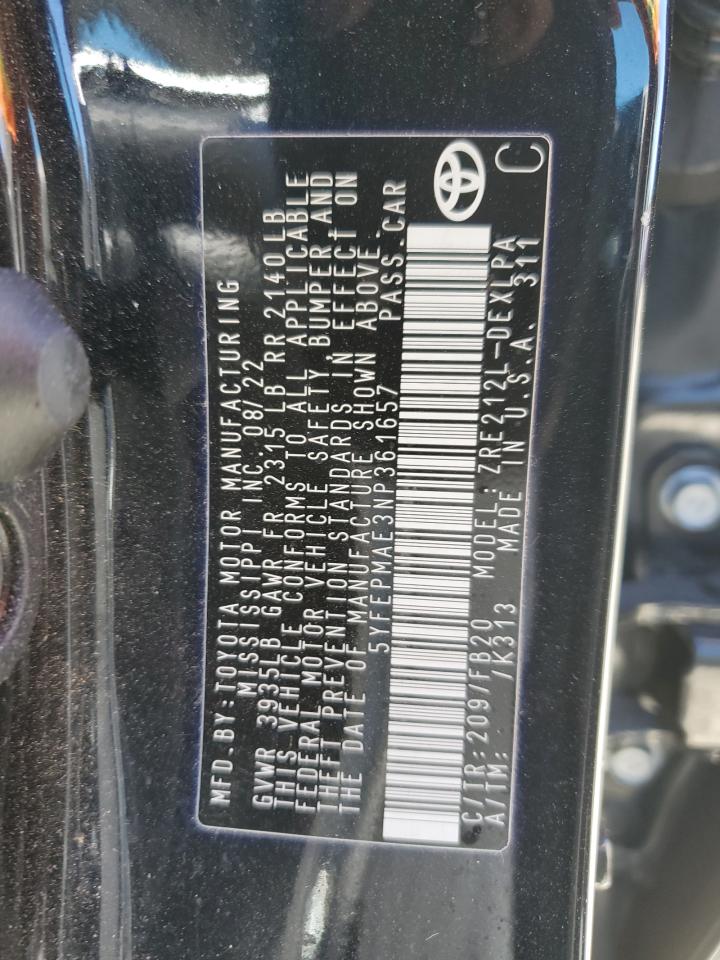 MFD.BY:TOYOTA MOTOR MANUFACTURING
MISSISSIPPI INC. 08/22
GVWR 3935LB GAWR FR 2315 LB RR 2140LB
THIS VEHICLE CONFORMS TO ALL APPLICABLE
FEDERAL MOTOR VEHICLE SAFETY, BUMPER AND
THEFT PREVENTION STANDARDS IN EFFECT ON
THE DATE OF MANUFACTURE SHOWN ABOVE.
5YFEPMAE3NP361657 PASS.CAR
C/TR:209/FB20 MODEL:ZRE212L-DEXLPA
A/TM: /K313 MADE IN U.S.A. 311 C